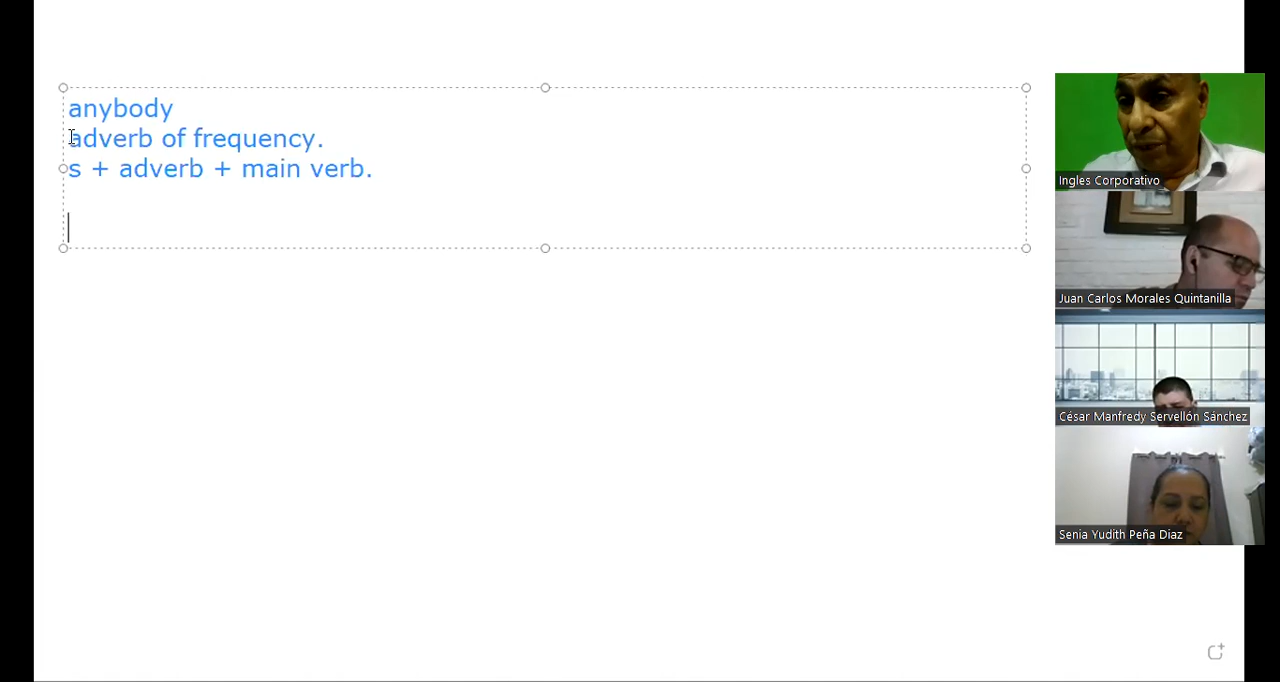 anybody
adverb of frequency.
s + adverb + main verb.
Ingles Corporativo
Juan Carlos Morales Quintanilla
César Manfredy Servellón Sánchez
Senia Yudith Peña Diaz